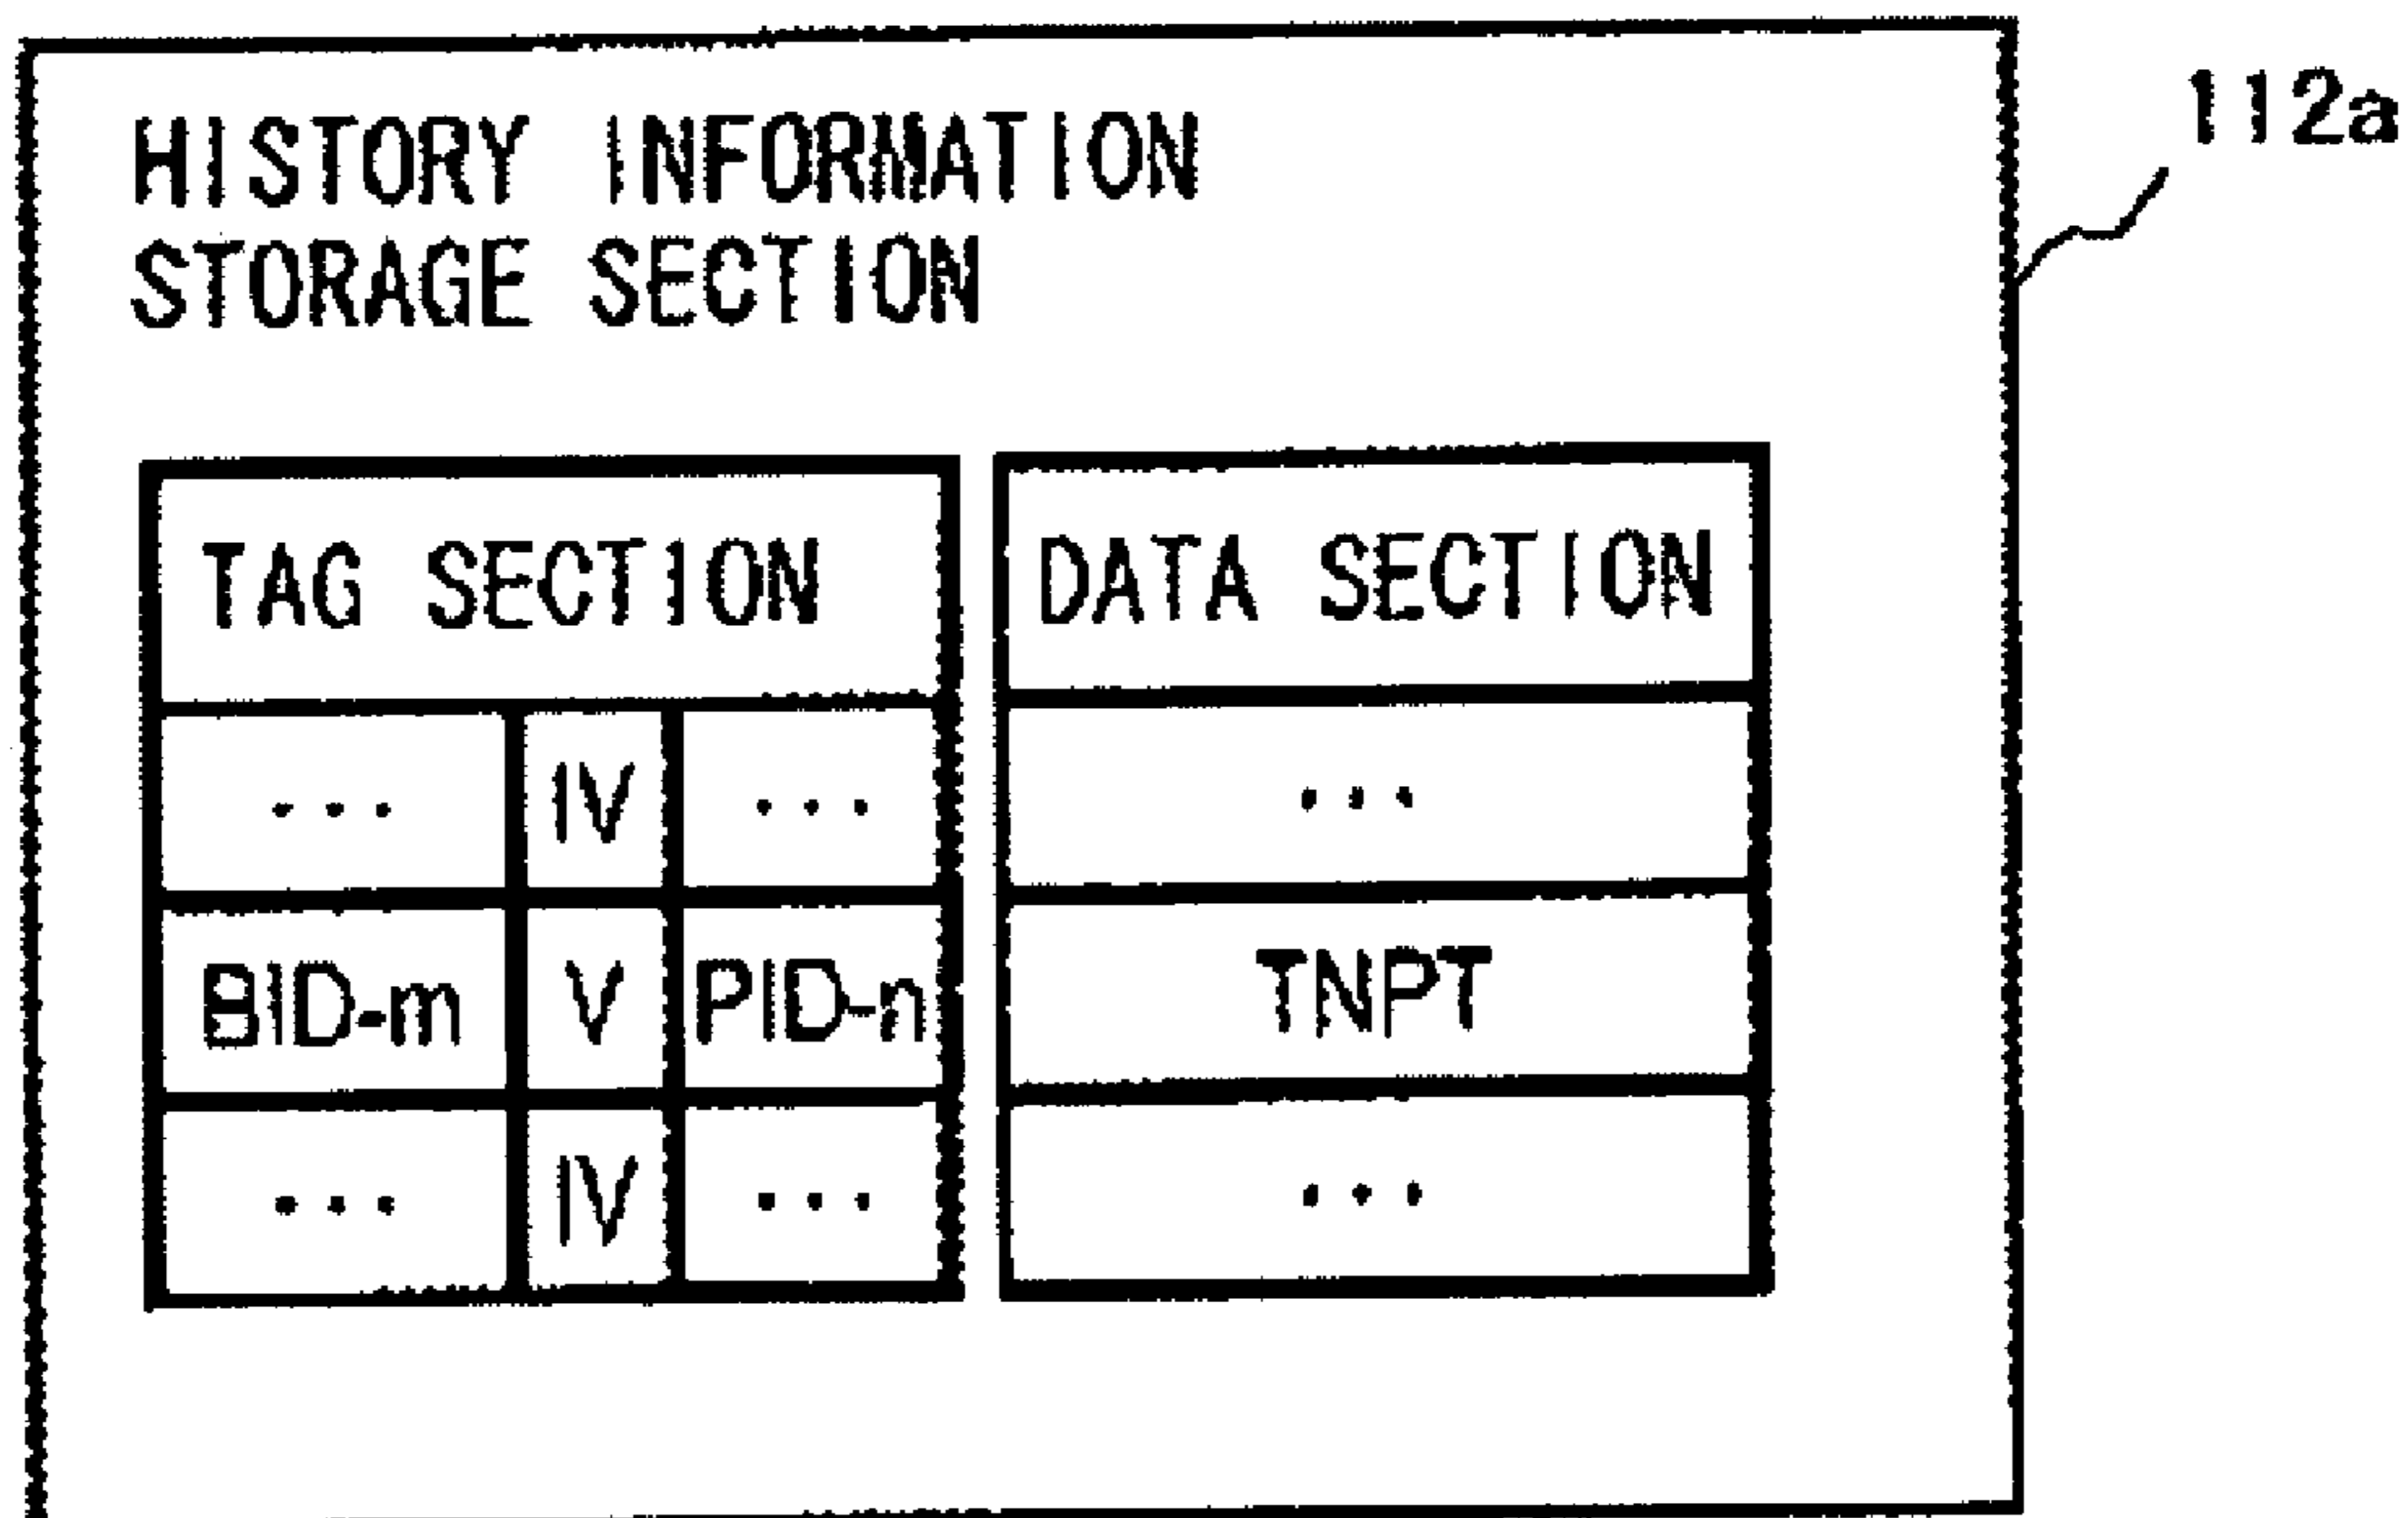 112a
HISTORY INFORMATION
STORAGE SECTION
TAG SECTION DATA SECTION
... IV ... ...
BID-m V PID-n TNPT
... IV ... ...